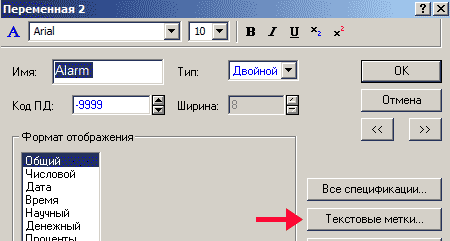 Переменная 2
A Arial 10 B I U x₂ x²
Имя: Alarm Тип: Двойной OK
Код ПД: -9999 Ширина: 8 Отмена
<< >>
Формат отображения
Общий
Числовой
Дата
Время
Научный
Денежный
Проценты
Все спецификации...
Текстовые метки...